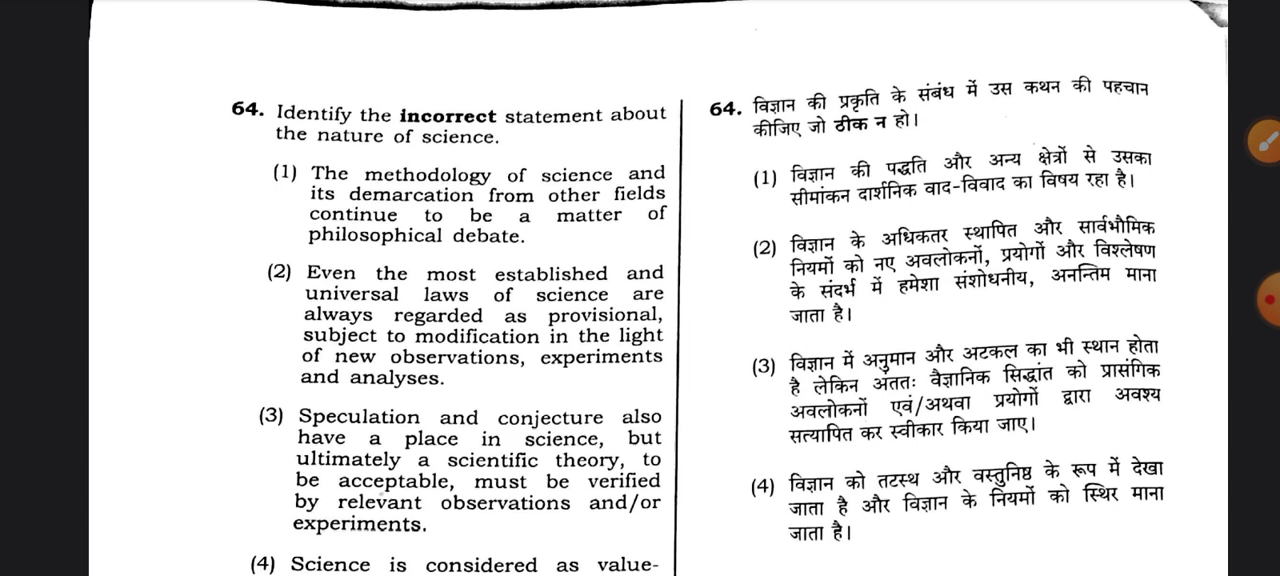 64. Identify the incorrect statement about
the nature of science.
(1) The methodology of science and
its demarcation from other fields
continue to be a matter of
philosophical debate.
(2) Even the most established and
universal laws of science are
always regarded as provisional,
subject to modification in the light
of new observations, experiments
and analyses.
(3) Speculation and conjecture also
have a place in science, but
ultimately a scientific theory, to
be acceptable, must be verified
by relevant observations and/or
experiments.
(4) Science is considered as value-
64. विज्ञान की प्रकृति के संबंध में उस कथन की पहचान
कीजिए जो ठीक न हो।
(1) विज्ञान की पद्धति और अन्य क्षेत्रों से उसका
सीमांकन दार्शनिक वाद-विवाद का विषय रहा है।
(2) विज्ञान के अधिकतर स्थापित और सार्वभौमिक
नियमों को नए अवलोकनों, प्रयोगों और विश्लेषण
के संदर्भ में हमेशा संशोधनीय, अनन्तिम माना
जाता है।
(3) विज्ञान में अनुमान और अटकल का भी स्थान होता
है लेकिन अंततः वैज्ञानिक सिद्धांत को प्रासंगिक
अवलोकनों एवं/अथवा प्रयोगों द्वारा अवश्य
सत्यापित कर स्वीकार किया जाए।
(4) विज्ञान को तटस्थ और वस्तुनिष्ठ के रूप में देखा
जाता है और विज्ञान के नियमों को स्थिर माना
जाता है।